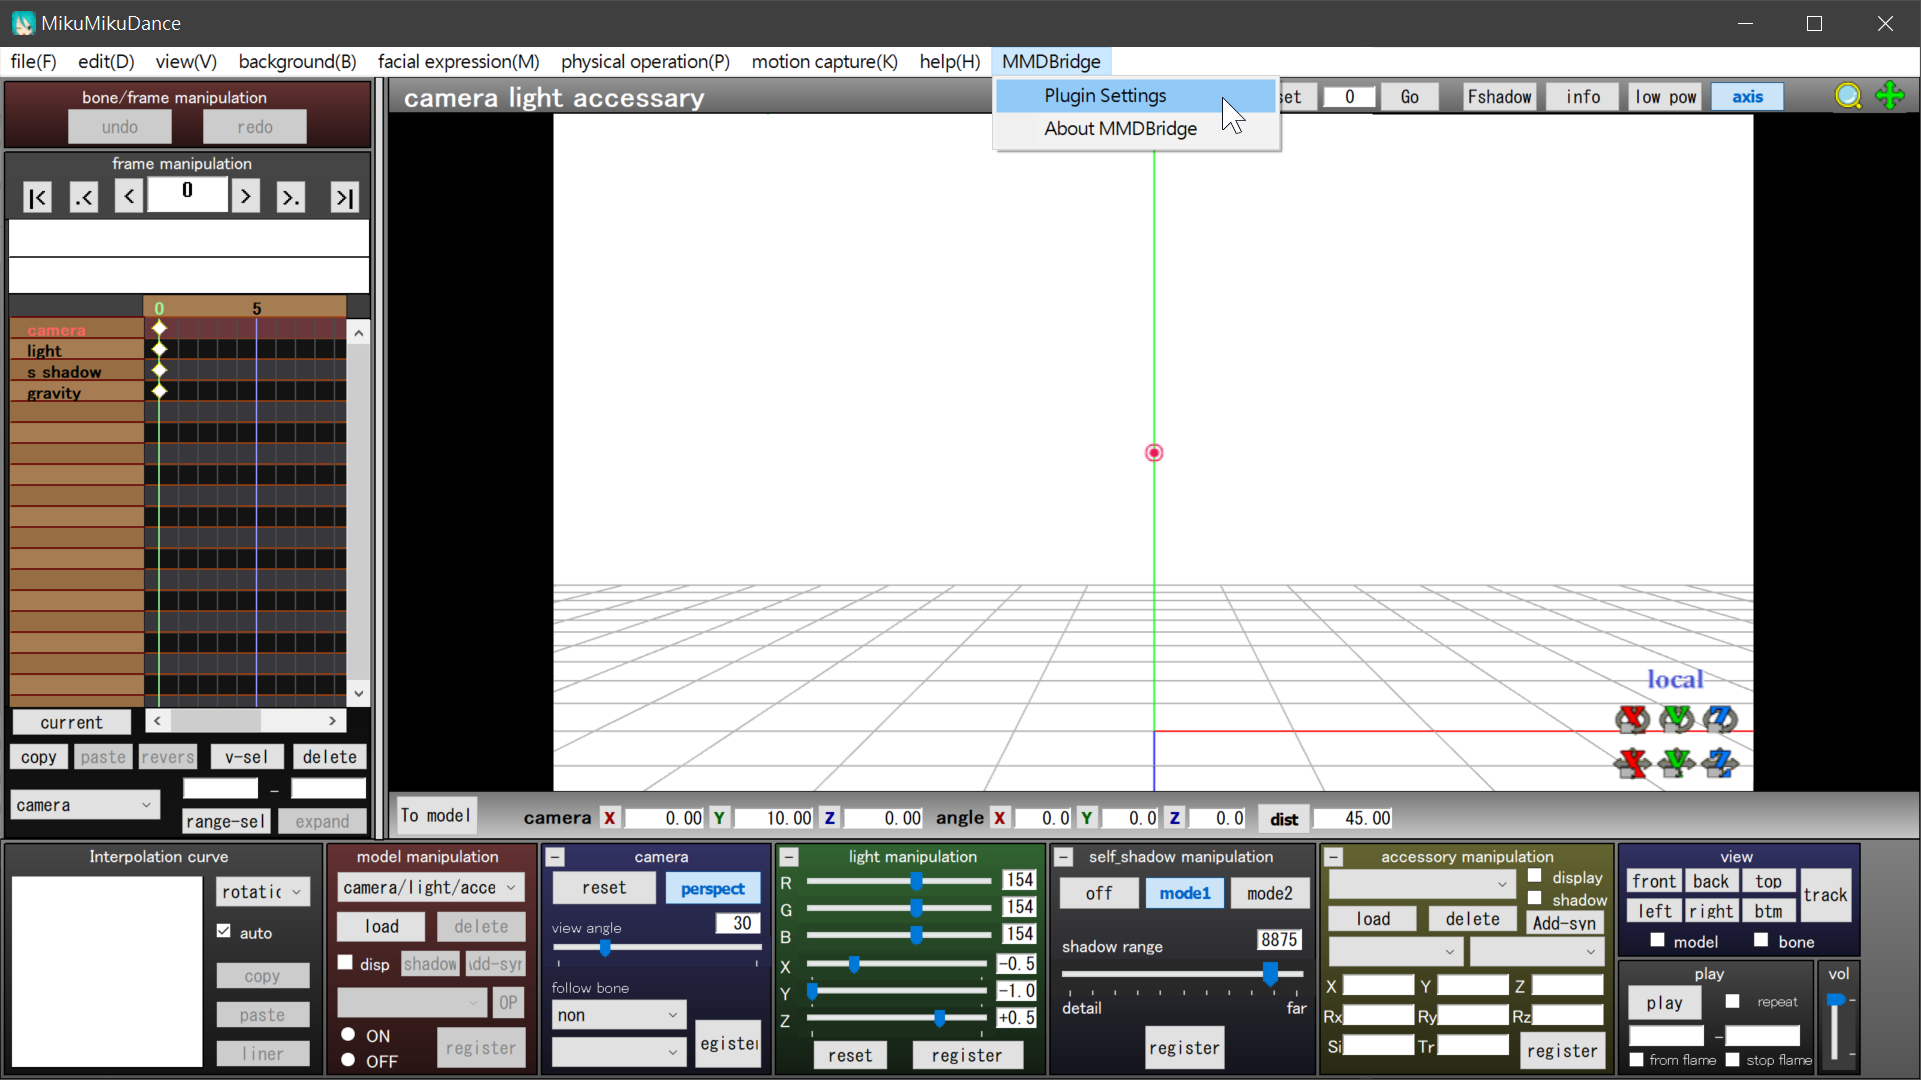 MikuMikuDance
file(F) edit(D) view(V) background(B) facial expression(M) physical operation(P) motion capture(K) help(H) MMDBridge
Plugin Settings
About MMDBridge
camera light accessary
0 Go Fshadow info low pow axis
bone/frame manipulation
undo redo
frame manipulation
|< .< < 0 > >. >|
0 5
camera
light
s shadow
gravity
current
copy paste revers v-sel delete
camera
-
range-sel expand
local
X Y Z
X Y Z
To model camera X 0.00 Y 10.00 Z 0.00 angle X 0.0 Y 0.0 Z 0.0 dist 45.00
Interpolation curve
auto
copy
paste
liner
model manipulation
camera/light/acce
load delete
disp shadow
OP
ON
OFF
register
camera
reset perspect
view angle 30
follow bone
non
light manipulation
R 154
G 154
B 154
X -0.5
Y -1.0
Z +0.5
reset register
self_shadow manipulation
off mode1 mode2
shadow range 8875
detail far
register
accessory manipulation
display
shadow
load delete Add-syn
X Y Z
Rx Ry Rz
Si Tr register
view
front back top track
left right btm
model bone
play
play repeat
-
from flame stop flame
vol